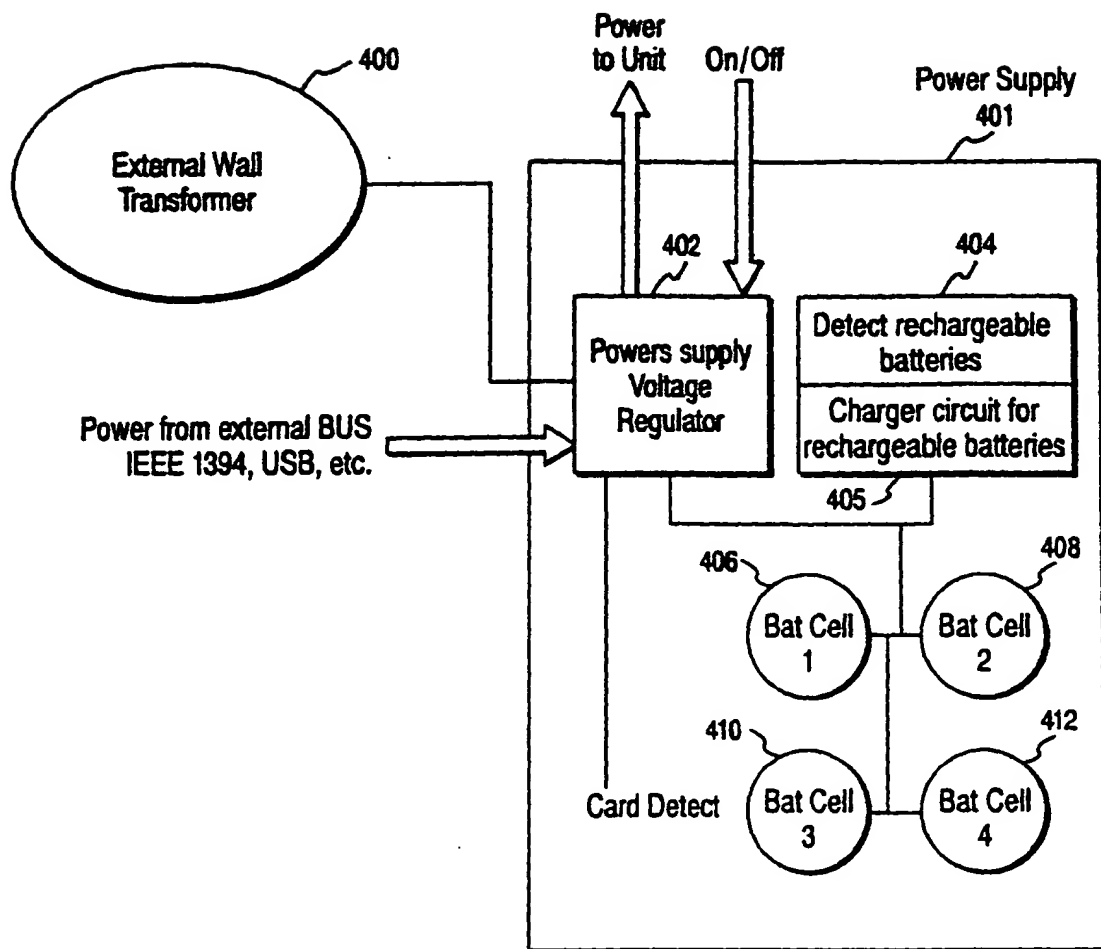 400
External Wall
Transformer
Power
to Unit
On/Off
Power Supply
401
402
Powers supply
Voltage
Regulator
404
Detect rechargeable
batteries
Charger circuit for
rechargeable batteries
405
Power from external BUS
IEEE 1394, USB, etc.
Card Detect
406
Bat Cell
1
408
Bat Cell
2
410
Bat Cell
3
412
Bat Cell
4